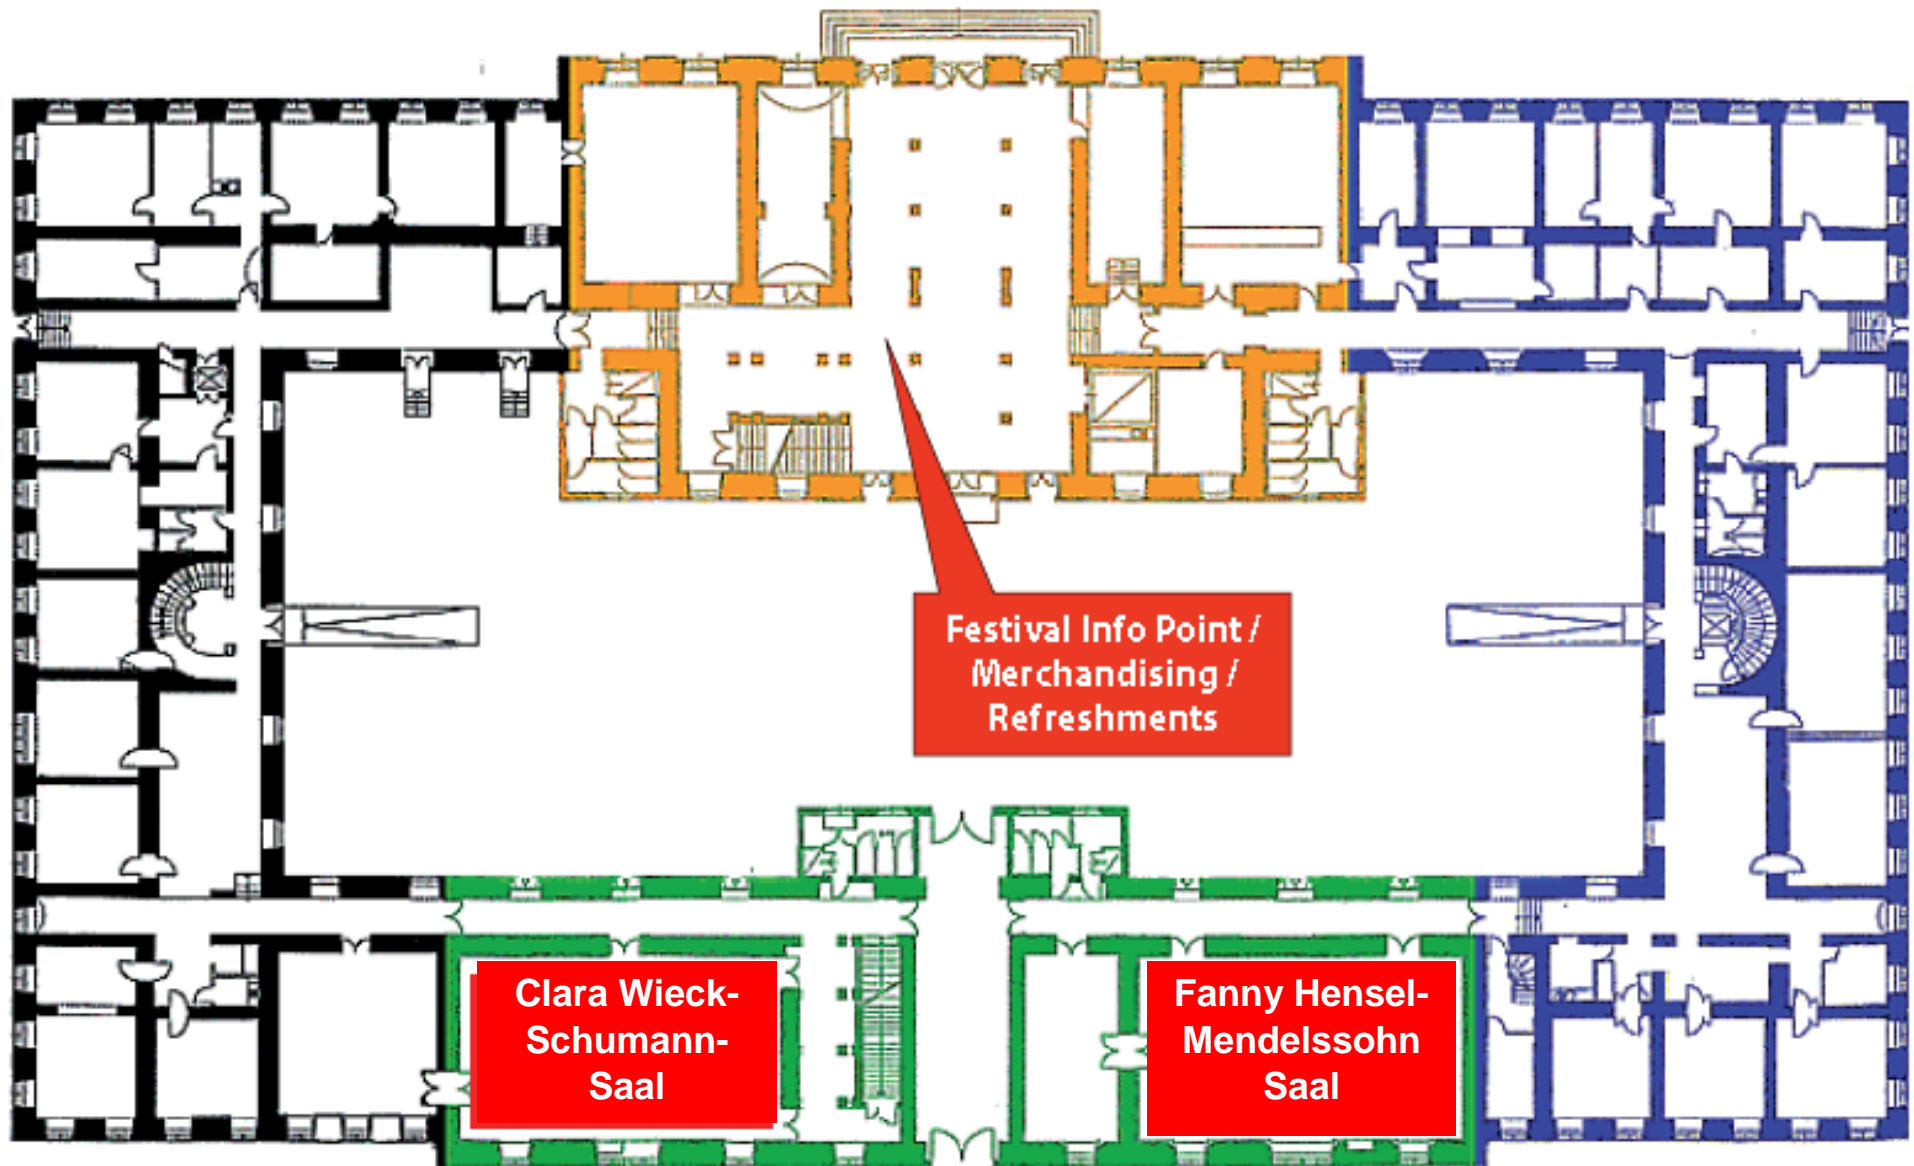 Festival Info Point /
Merchandising /
Refreshments
Clara Wieck-
Schumann-
Saal
Fanny Hensel-
Mendelssohn
Saal